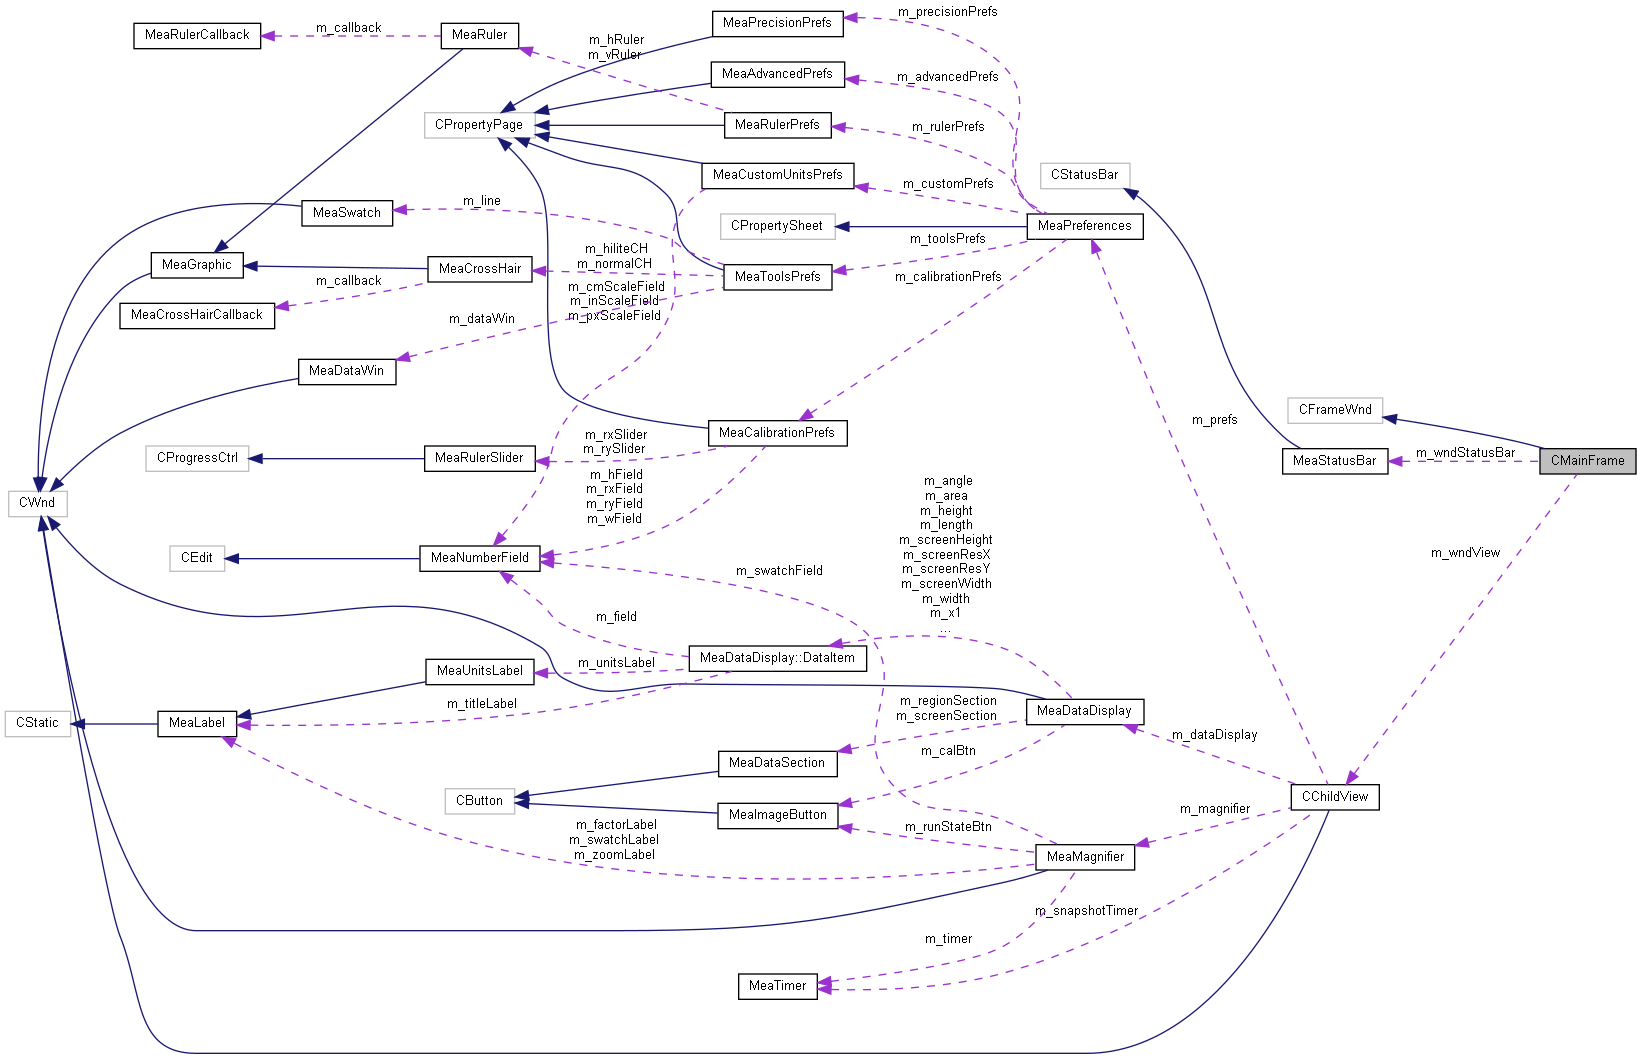 m_precisionPrefs
MeaPrecisionPrefs
MeaRulerCallback
m_callback
MeaRuler
m_hRuler
m_vRuler
MeaAdvancedPrefs
m_advancedPrefs
CPropertyPage
MeaRulerPrefs
m_rulerPrefs
MeaCustomUnitsPrefs
m_customPrefs
CStatusBar
MeaSwatch
m_line
CPropertySheet
MeaPreferences
m_toolsPrefs
MeaGraphic
MeaCrossHair
m_hiliteCH
m_normalCH
MeaToolsPrefs
m_calibrationPrefs
m_callback
MeaCrossHairCallback
m_cmScaleField
m_inScaleField
m_pxScaleField
m_dataWin
MeaDataWin
CFrameWnd
m_prefs
MeaCalibrationPrefs
m_rxSlider
m_rySlider
CProgressCtrl
MeaRulerSlider
MeaStatusBar
m_wndStatusBar
CMainFrame
m_hField
m_rxField
m_ryField
m_wField
CWnd
m_angle
m_area
m_height
m_length
m_screenHeight
m_screenResX
m_screenResY
m_screenWidth
m_width
m_x1
...
CEdit
MeaNumberField
m_swatchField
m_wndView
m_field
MeaDataDisplay::DataItem
MeaUnitsLabel
m_unitsLabel
m_titleLabel
m_regionSection
m_screenSection
MeaDataDisplay
CStatic
MeaLabel
m_dataDisplay
m_calBtn
MeaDataSection
CButton
MeaImageButton
CChildView
m_magnifier
m_factorLabel
m_swatchLabel
m_zoomLabel
m_runStateBtn
MeaMagnifier
m_snapshotTimer
m_timer
MeaTimer